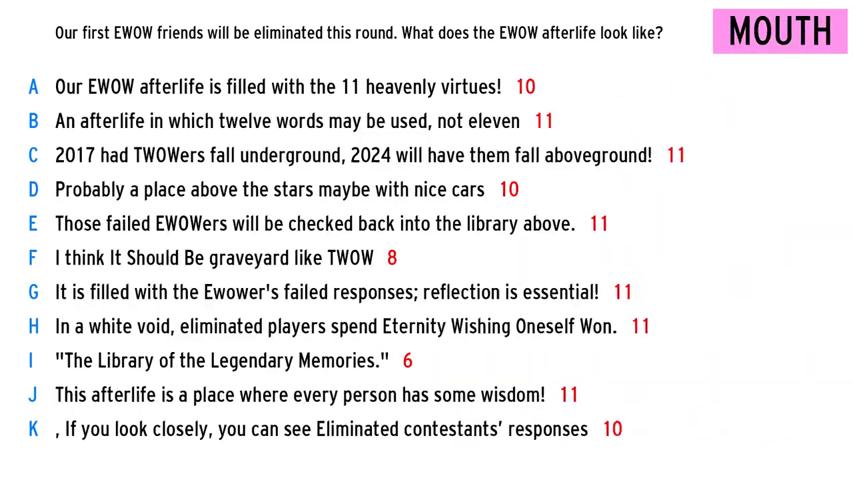 Our first EWOW friends will be eliminated this round. What does the EWOW afterlife look like?
MOUTH
A Our EWOW afterlife is filled with the 11 heavenly virtues! 10
B An afterlife in which twelve words may be used, not eleven 11
C 2017 had TWOWers fall underground, 2024 will have them fall aboveground! 11
D Probably a place above the stars maybe with nice cars 10
E Those failed EWOWers will be checked back into the library above. 11
F I think It Should Be graveyard like TWOW 8
G It is filled with the Ewower's failed responses; reflection is essential! 11
H In a white void, eliminated players spend Eternity Wishing Oneself Won. 11
I "The Library of the Legendary Memories." 6
J This afterlife is a place where every person has some wisdom! 11
K , If you look closely, you can see Eliminated contestants’ responses 10